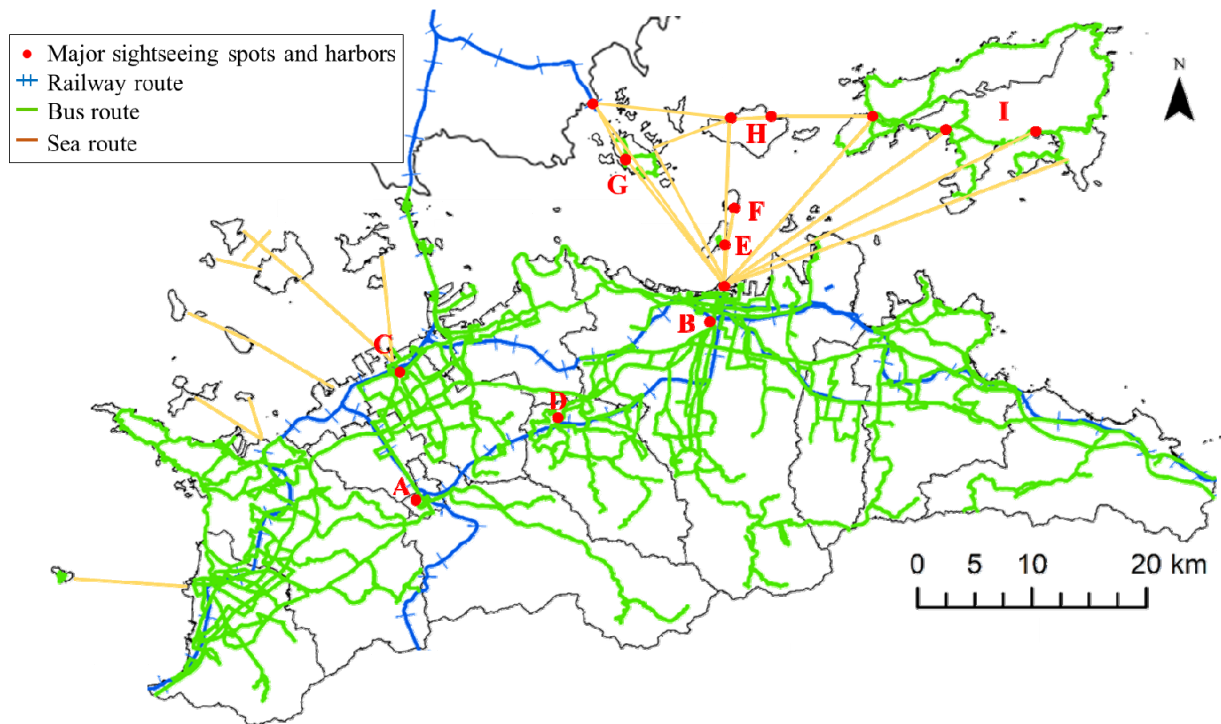 Major sightseeing spots and harbors
Railway route
Bus route
Sea route
N
I
H
G
F
E
B
C
D
A
0 5 10 20 km